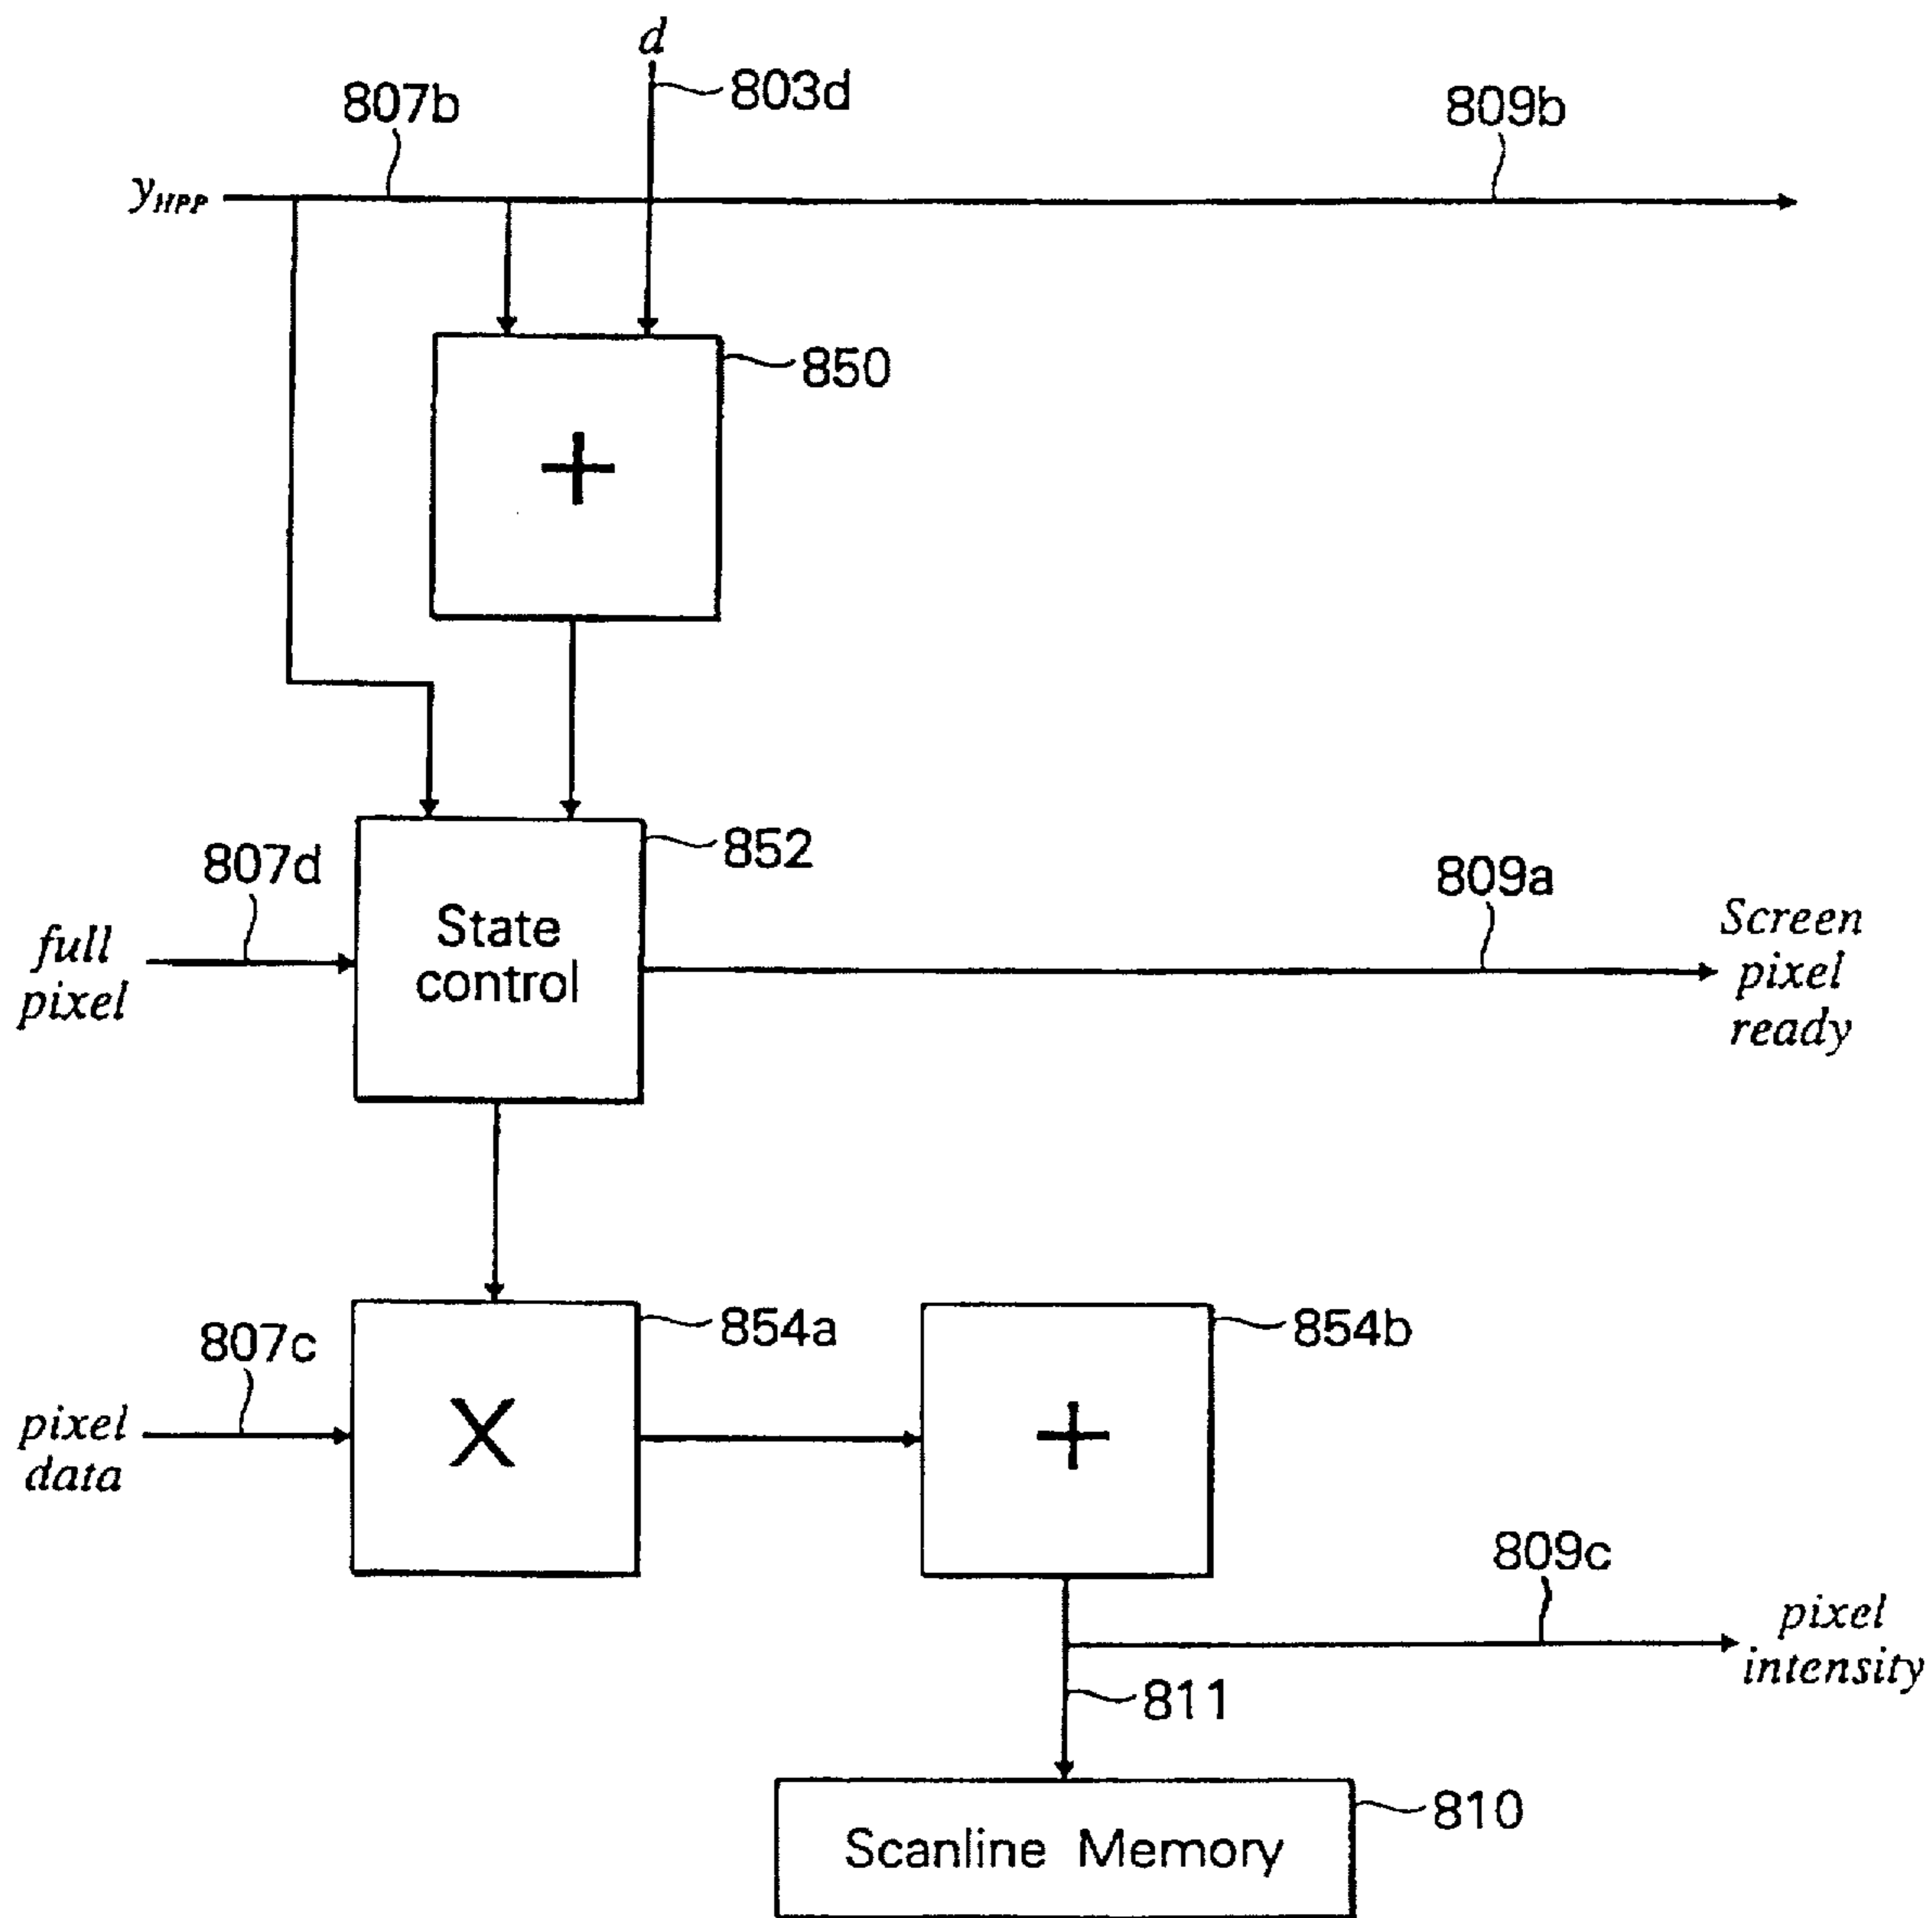 d
803d
807b
809b
yHPP
850
+
852
807d
809a
full
pixel
State
control
Screen
pixel
ready
854a
854b
807c
pixel
data
X
+
809c
pixel
intensity
811
810
Scanline Memory